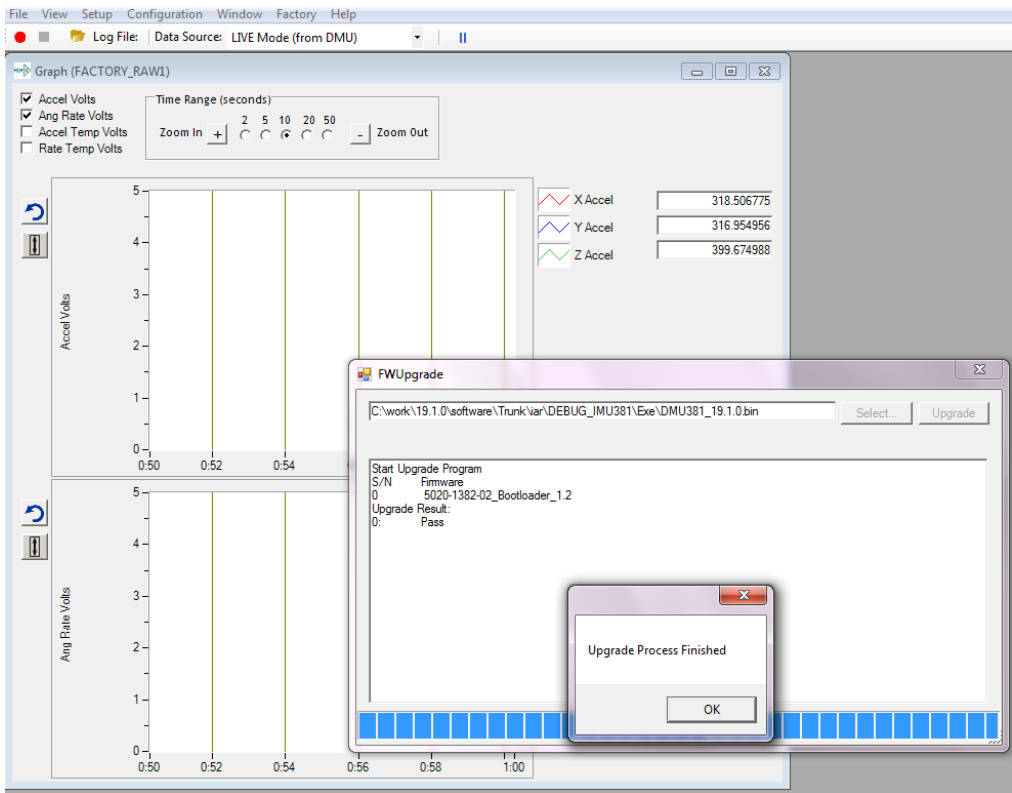 File View Setup Configuration Window Factory Help
Log File: Data Source: LIVE Mode (from DMU)
Graph (FACTORY_RAW1)
Accel Volts
Ang Rate Volts
Accel Temp Volts
Rate Temp Volts
Time Range (seconds)
2 5 10 20 50
Zoom In + - Zoom Out
5
4
3
2
1
0
Accel Volts
0:50 0:52 0:54
X Accel 318.506775
Y Accel 316.954956
Z Accel 399.674988
5
4
3
2
1
0
Ang Rate Volts
0:50 0:52 0:54 0:56 0:58 1:00
FWUpgrade
C:\work\19.1.0\software\Trunk\iar\DEBUG_IMU381\Exe\DMU381_19.1.0.bin Select... Upgrade
Start Upgrade Program
S/N Firmware
0 5020-1382-02_Bootloader_1.2
Upgrade Result:
0: Pass
Upgrade Process Finished
OK